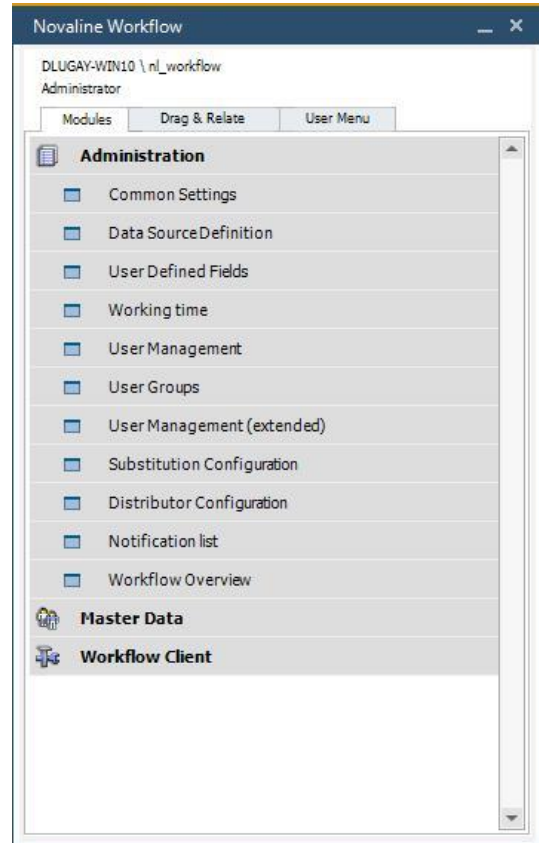 Novaline Workflow
DLUGAY-WIN10 \ nl_workflow
Administrator
Modules Drag & Relate User Menu
Administration
Common Settings
Data Source Definition
User Defined Fields
Working time
User Management
User Groups
User Management (extended)
Substitution Configuration
Distributor Configuration
Notification list
Workflow Overview
Master Data
Workflow Client